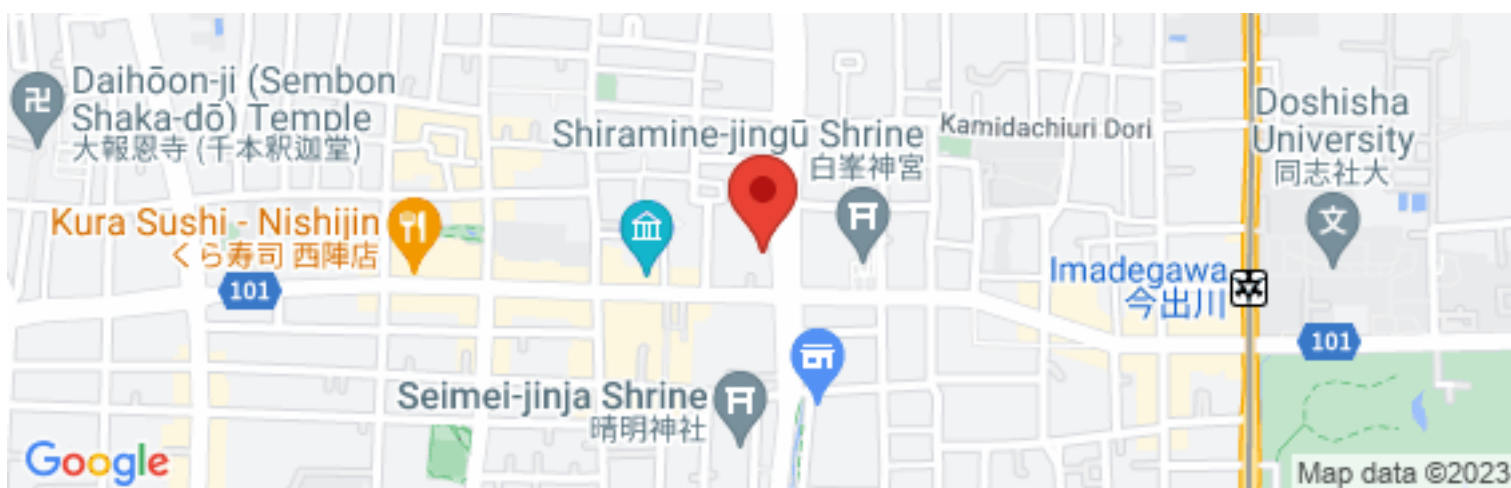 Daihōon-ji (Sembon
Shaka-dō) Temple
大報恩寺 (千本釈迦堂)
Shiramine-jingū Shrine
白峯神宮
Kamidachiuri Dori
Doshisha
University
同志社大
Kura Sushi - Nishijin
くら寿司 西陣店
101
Imadegawa
今出川
101
Seimei-jinja Shrine
晴明神社
Google
Map data ©2023